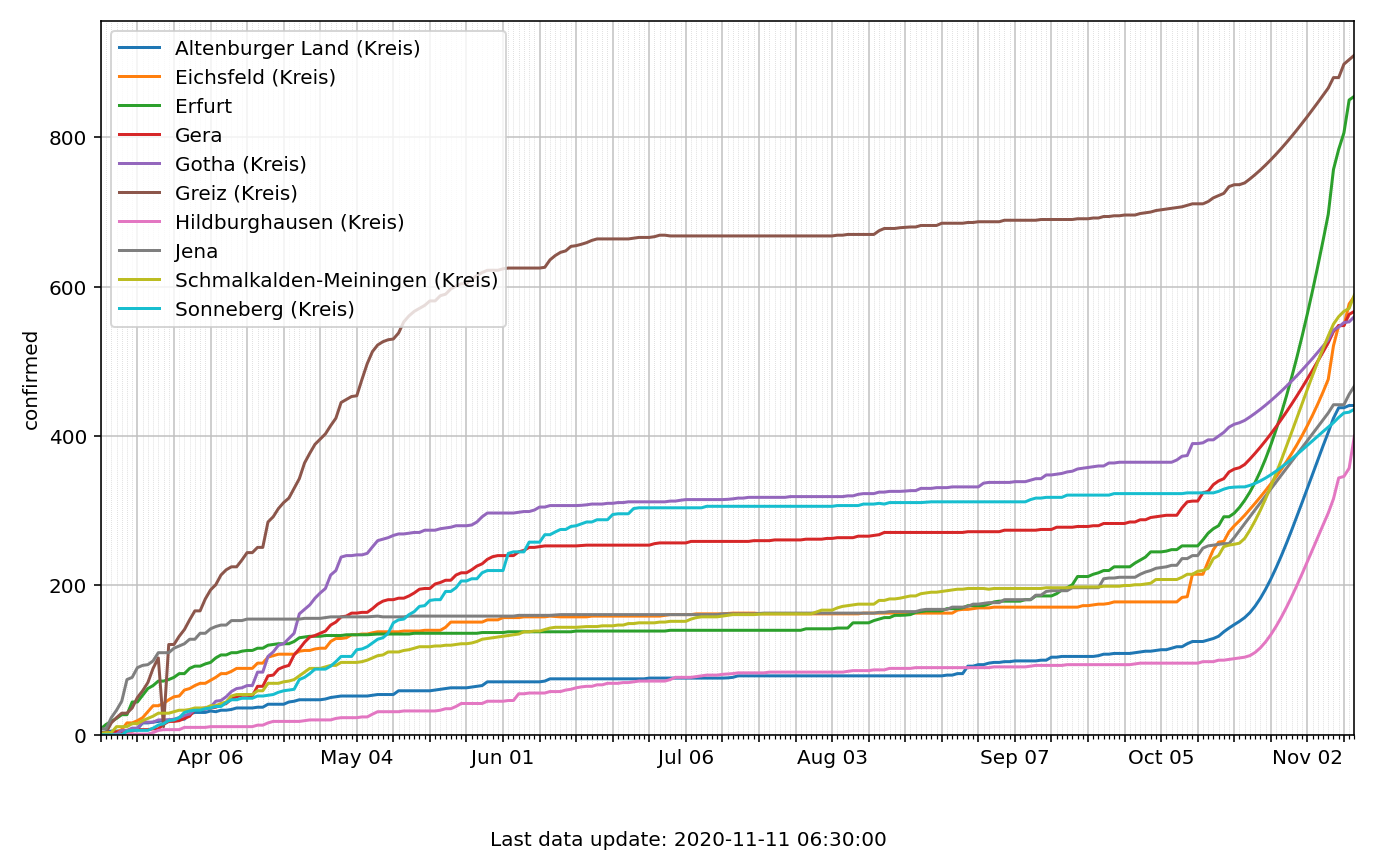 Altenburger Land (Kreis)
Eichsfeld (Kreis)
Erfurt
Gera
Gotha (Kreis)
Greiz (Kreis)
Hildburghausen (Kreis)
Jena
Schmalkalden-Meiningen (Kreis)
Sonneberg (Kreis)
confirmed
800
600
400
200
0
Apr 06 May 04 Jun 01 Jul 06 Aug 03 Sep 07 Oct 05 Nov 02
Last data update: 2020-11-11 06:30:00